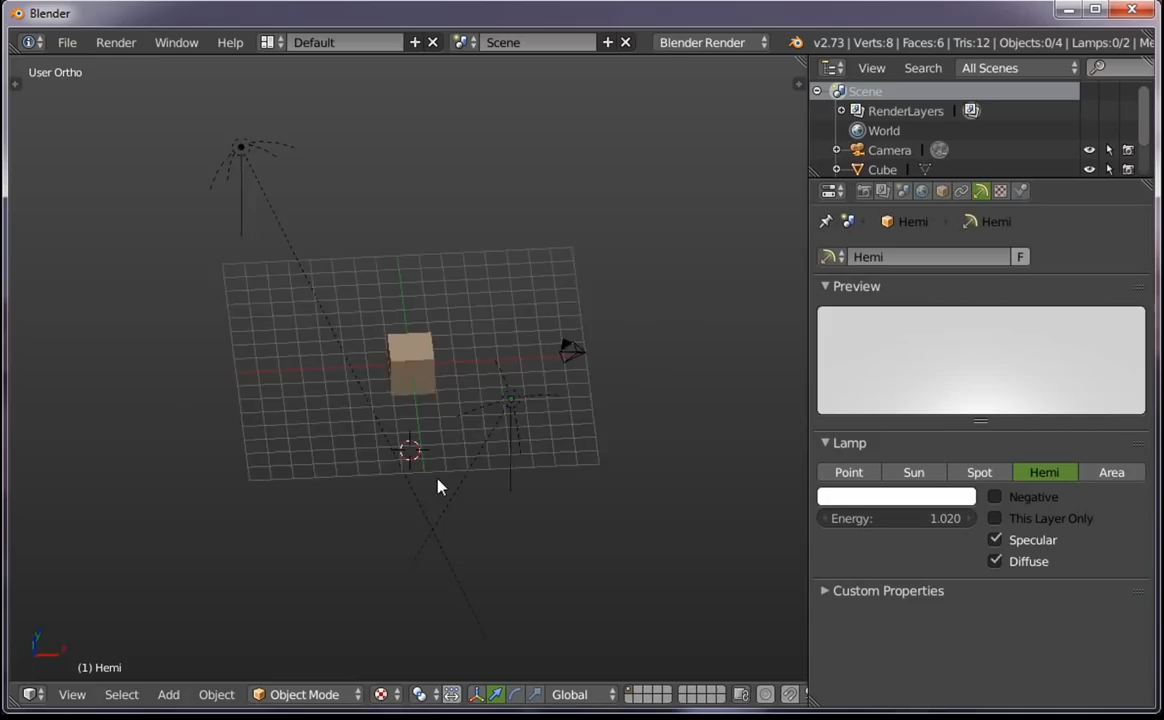 Blender
File Render Window Help Default Scene Blender Render v2.73 | Verts:8 | Faces:6 | Tris:12 | Objects:0/4 | Lamps:0/2 |
User Ortho
View Search All Scenes
Scene
RenderLayers
World
Camera
Cube
Hemi Hemi
Hemi F
Preview
Lamp
Point Sun Spot Hemi Area
Negative
Energy: 1.020 This Layer Only
Specular
Diffuse
Custom Properties
y x
(1) Hemi
View Select Add Object Object Mode Global